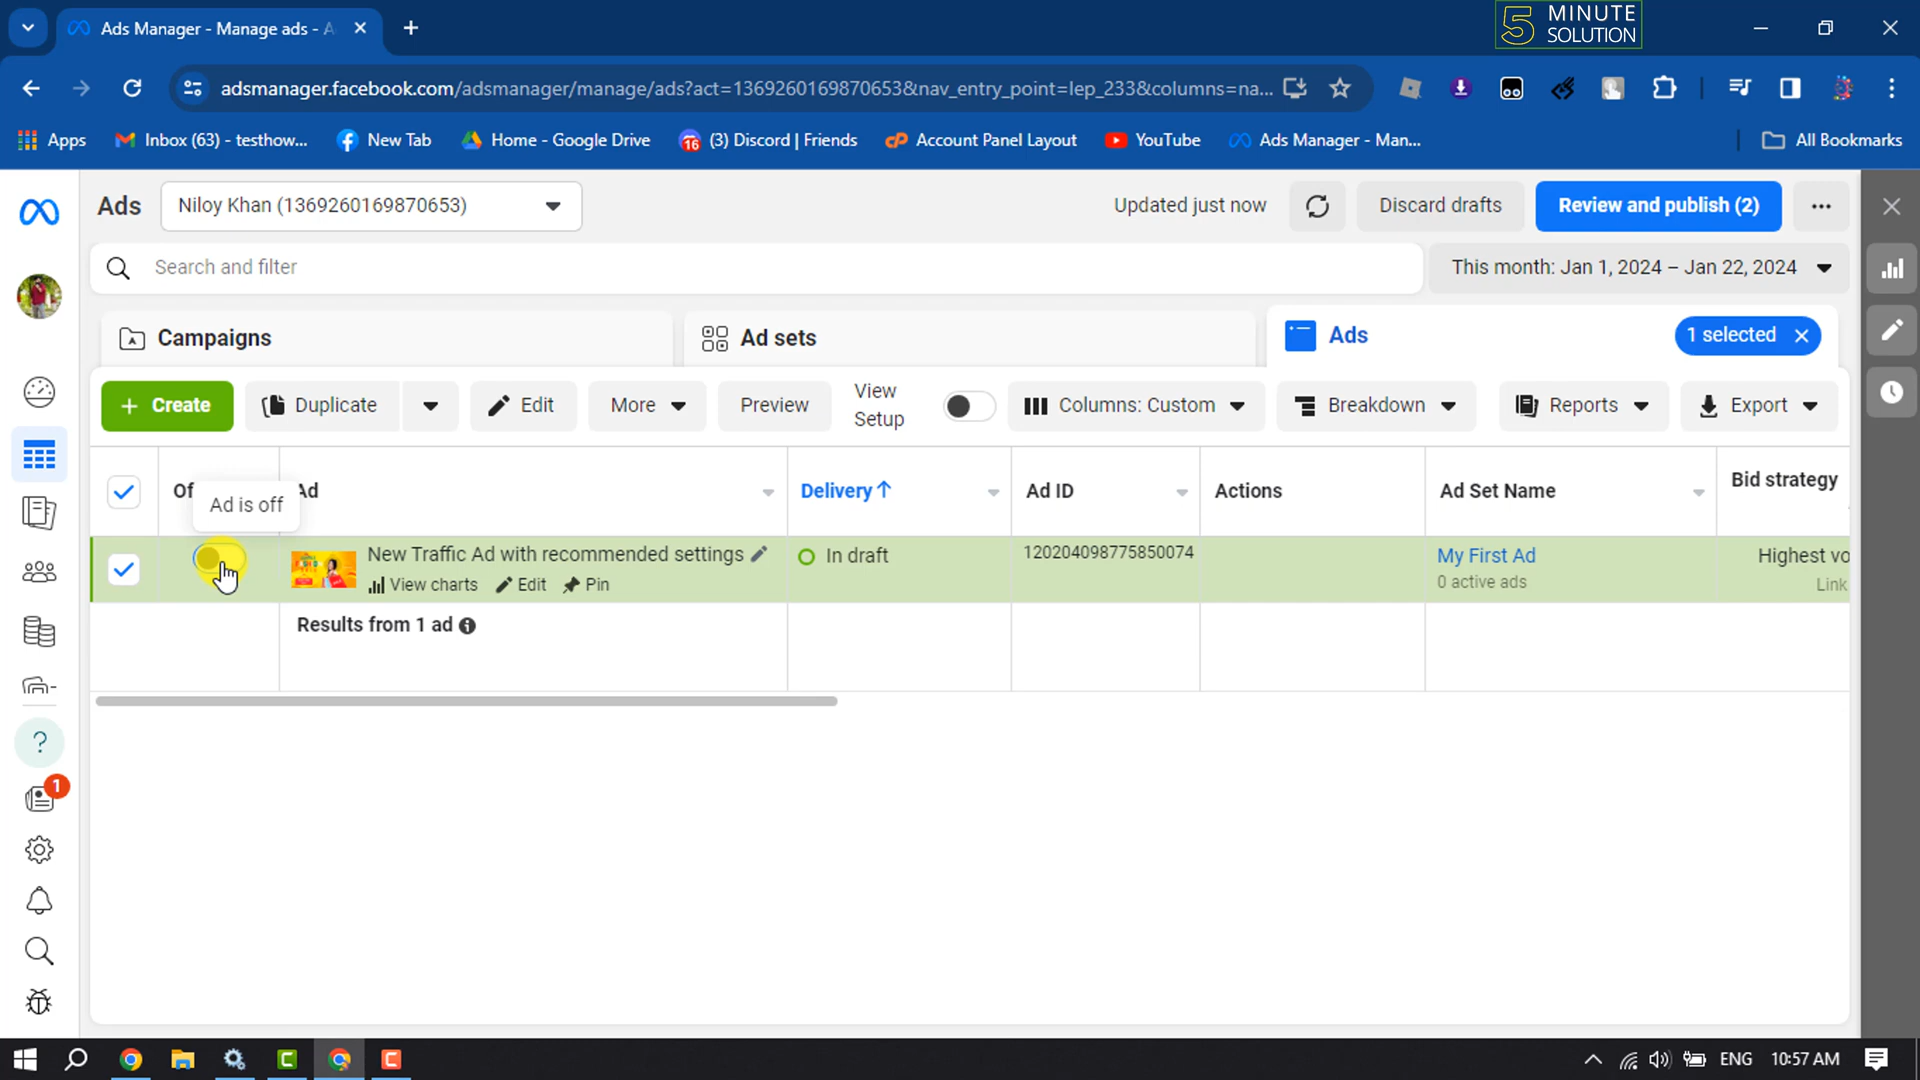 Ads Manager - Manage ads - A
5 MINUTE SOLUTION
adsmanager.facebook.com/adsmanager/manage/ads?act=1369260169870653&nav_entry_point=lep_233&columns=na...
Apps
Inbox (63) - testhow...
New Tab
Home - Google Drive
16
(3) Discord | Friends
Account Panel Layout
YouTube
Ads Manager - Man...
All Bookmarks
Ads
Niloy Khan (1369260169870653)
Updated just now
Discard drafts
Review and publish (2)
Search and filter
This month: Jan 1, 2024 – Jan 22, 2024
Campaigns
Ad sets
Ads
1 selected
+ Create
Duplicate
Edit
More
Preview
View Setup
Columns: Custom
Breakdown
Reports
Export
Of
Ad is off
Ad
Delivery ↑
Ad ID
Actions
Ad Set Name
Bid strategy
New Traffic Ad with recommended settings
In draft
120204098775850074
My First Ad
Highest vo
View charts
Edit
Pin
0 active ads
Link
Results from 1 ad
1
ENG
10:57 AM